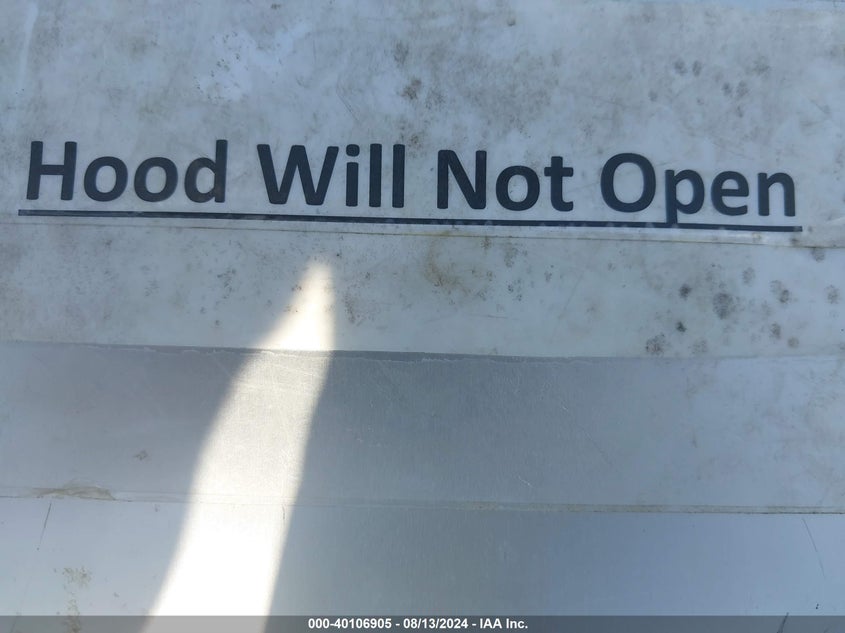 Hood Will Not Open
000-40106905 - 08/13/2024 - IAA Inc.